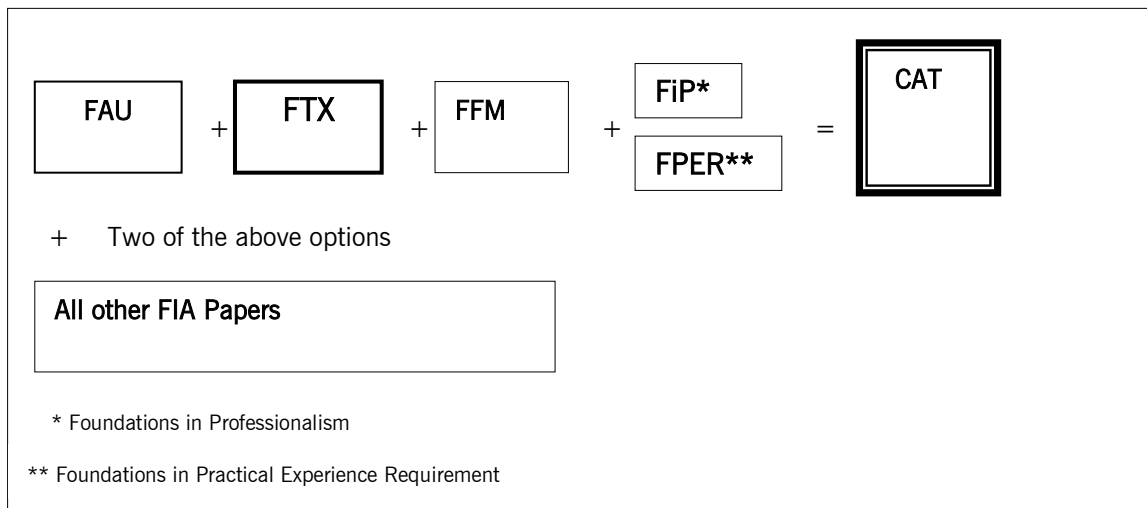 FAU + FTX + FFM + FiP* = CAT
FPER**
+ Two of the above options
All other FIA Papers
* Foundations in Professionalism
** Foundations in Practical Experience Requirement